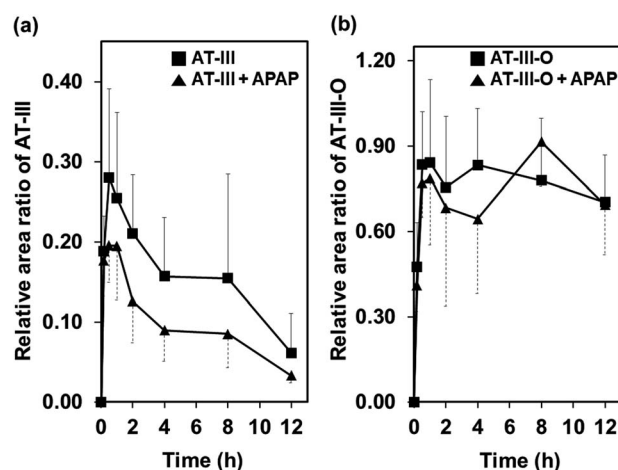 (a)
AT-III
AT-III + APAP
Relative area ratio of AT-III
0.40
0.30
0.20
0.10
0.00
0 2 4 6 8 10 12
Time (h)
(b)
AT-III-O
AT-III-O + APAP
Relative area ratio of AT-III-O
1.20
0.90
0.60
0.30
0.00
0 2 4 6 8 10 12
Time (h)